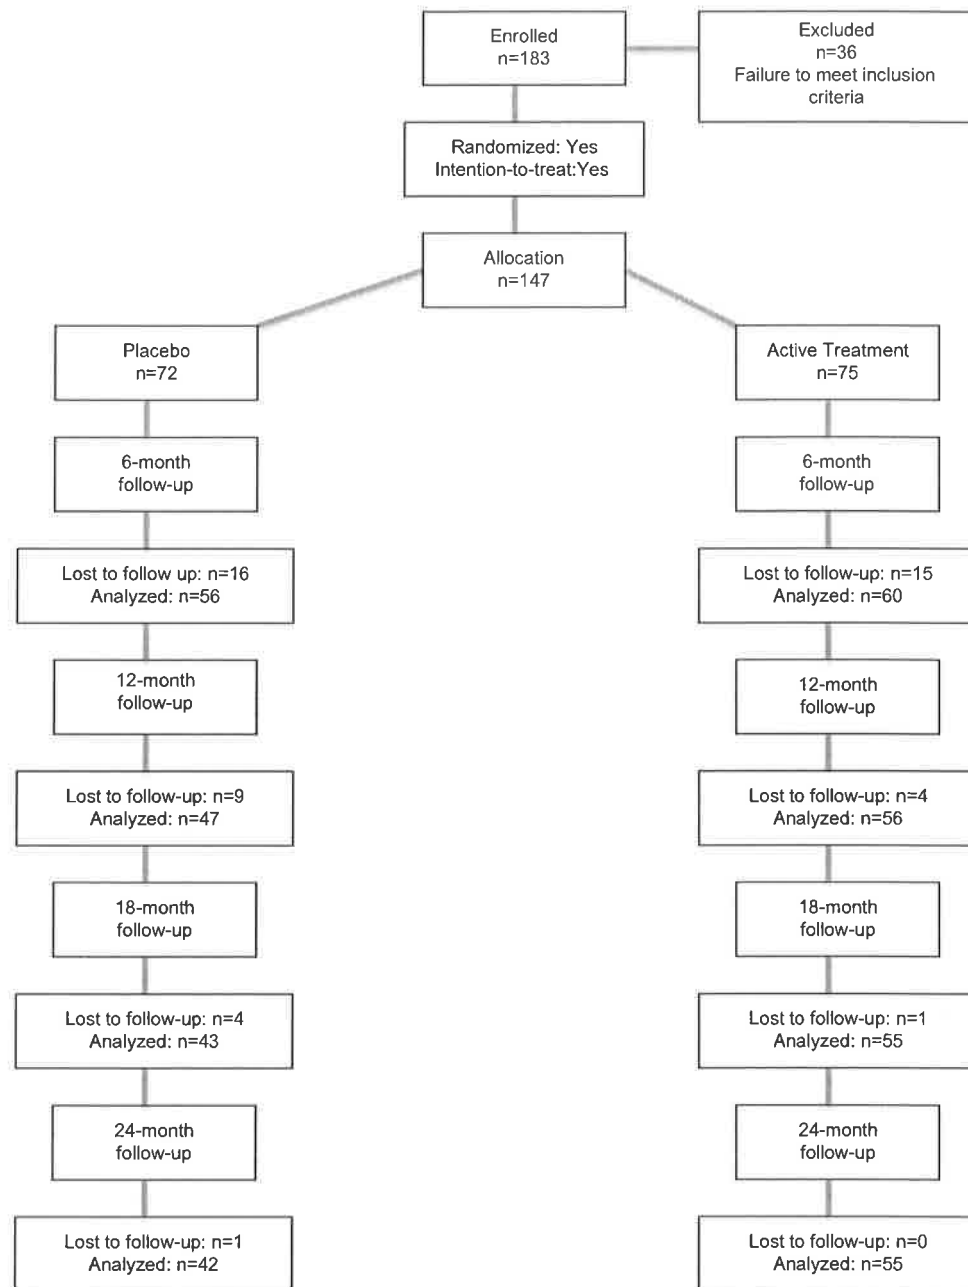 Enrolled
n=183
Excluded
n=36
Failure to meet inclusion
criteria
Randomized: Yes
Intention-to-treat:Yes
Allocation
n=147
Placebo
n=72
Active Treatment
n=75
6-month
follow-up
6-month
follow-up
Lost to follow up: n=16
Analyzed: n=56
Lost to follow-up: n=15
Analyzed: n=60
12-month
follow-up
12-month
follow-up
Lost to follow-up: n=9
Analyzed: n=47
Lost to follow-up: n=4
Analyzed: n=56
18-month
follow-up
18-month
follow-up
Lost to follow-up: n=4
Analyzed: n=43
Lost to follow-up: n=1
Analyzed: n=55
24-month
follow-up
24-month
follow-up
Lost to follow-up: n=1
Analyzed: n=42
Lost to follow-up: n=0
Analyzed: n=55